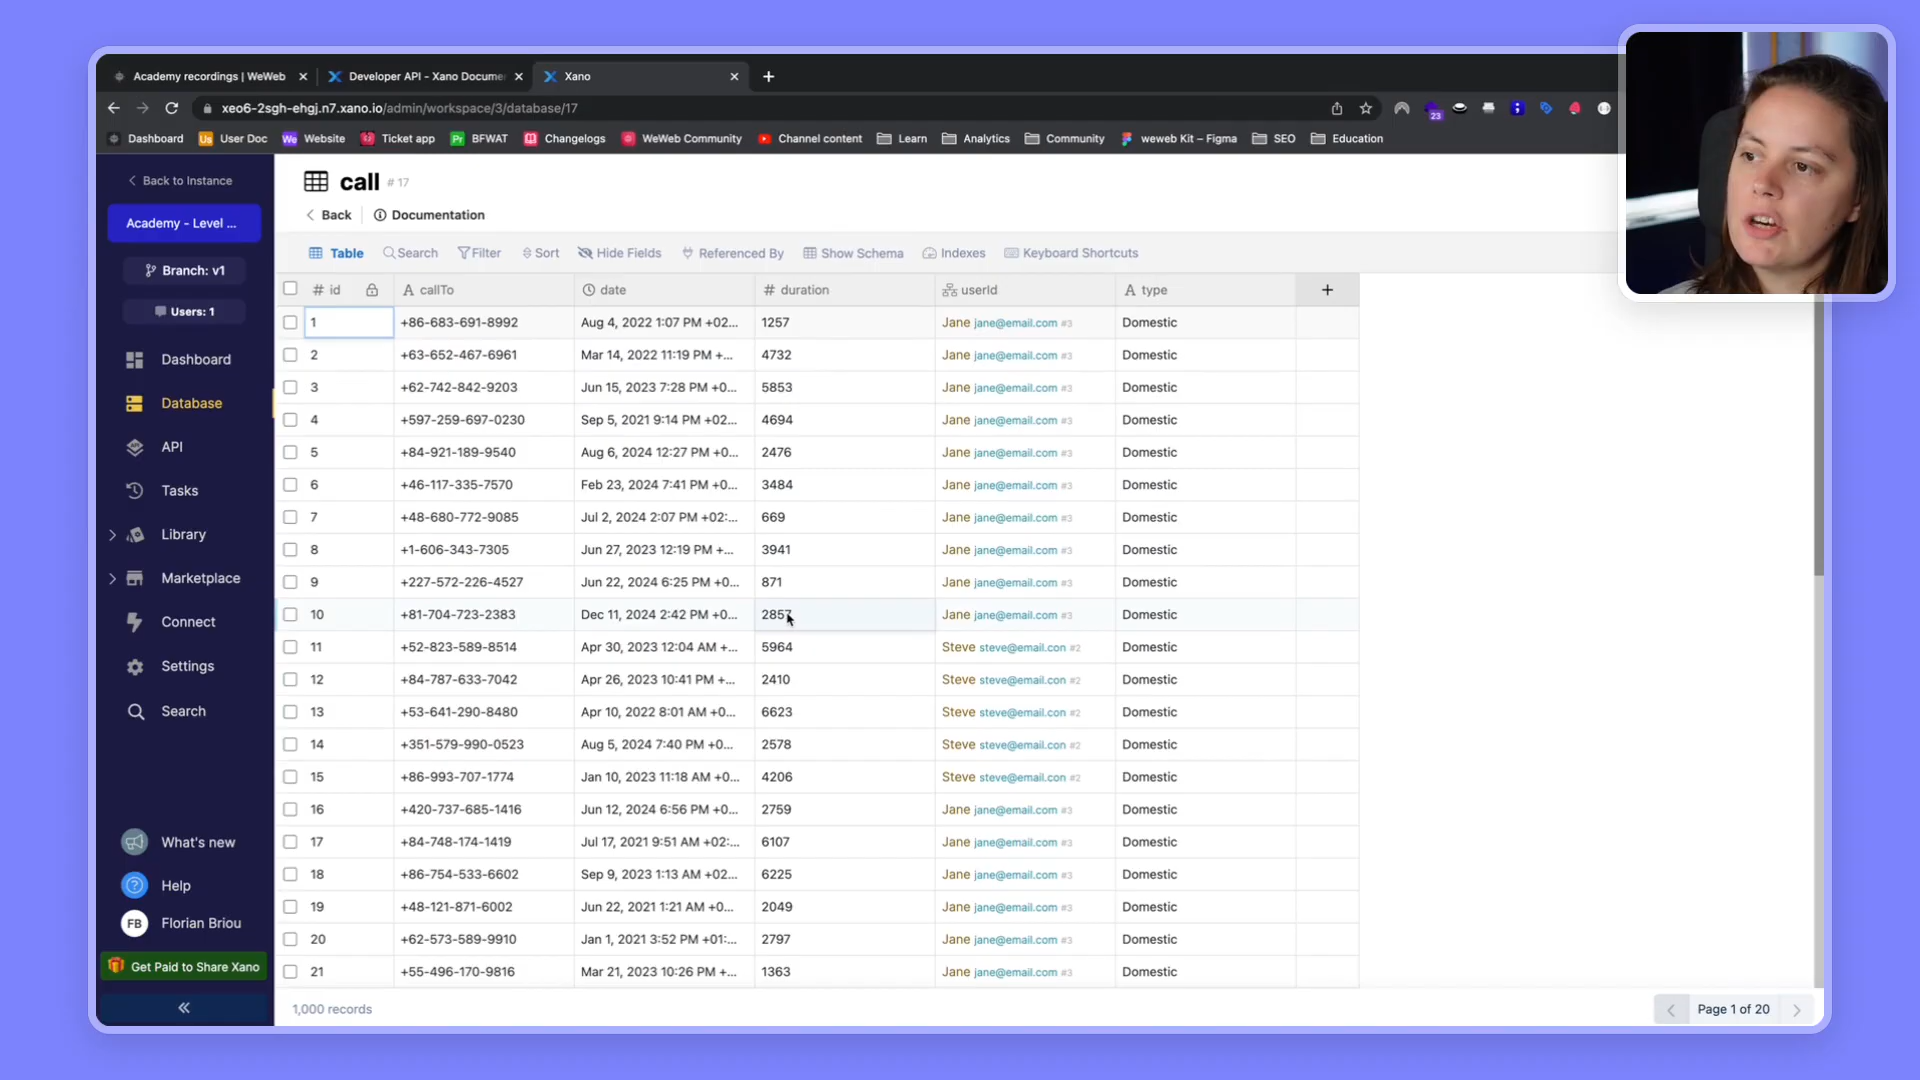 Academy recordings | WeWeb
Developer API - Xano Docume
Xano
xeo6-2sgh-ehgj.n7.xano.io/admin/workspace/3/database/17
23
Dashboard
Us User Doc
We Website
Ticket app
Pr BFWAT
Changelogs
WeWeb Community
Channel content
Learn
Analytics
Community
weweb Kit – Figma
SEO
Education
Back to Instance
Academy - Level ...
Branch: v1
Users: 1
Dashboard
Database
API
Tasks
Library
Marketplace
Connect
Settings
Search
What's new
Help
FB Florian Briou
Get Paid to Share Xano
call # 17
Back
Documentation
Table
Search
Filter
Sort
Hide Fields
Referenced By
Show Schema
Indexes
Keyboard Shortcuts
# id A callTo date # duration userId A type +
1 +86-683-691-8992 Aug 4, 2022 1:07 PM +02... 1257 Jane jane@email.com #3 Domestic
2 +63-652-467-6961 Mar 14, 2022 11:19 PM +... 4732 Jane jane@email.com #3 Domestic
3 +62-742-842-9203 Jun 15, 2023 7:28 PM +0... 5853 Jane jane@email.com #3 Domestic
4 +597-259-697-0230 Sep 5, 2021 9:14 PM +02... 4694 Jane jane@email.com #3 Domestic
5 +84-921-189-9540 Aug 6, 2024 12:27 PM +0... 2476 Jane jane@email.com #3 Domestic
6 +46-117-335-7570 Feb 23, 2024 7:41 PM +0... 3484 Jane jane@email.com #3 Domestic
7 +48-680-772-9085 Jul 2, 2024 2:07 PM +02:... 669 Jane jane@email.com #3 Domestic
8 +1-606-343-7305 Jun 27, 2023 12:19 PM +... 3941 Jane jane@email.com #3 Domestic
9 +227-572-226-4527 Jun 22, 2024 6:25 PM +0... 871 Jane jane@email.com #3 Domestic
10 +81-704-723-2383 Dec 11, 2024 2:42 PM +0... 2857 Jane jane@email.com #3 Domestic
11 +52-823-589-8514 Apr 30, 2023 12:04 AM +... 5964 Steve steve@email.con #2 Domestic
12 +84-787-633-7042 Apr 26, 2023 10:41 PM +... 2410 Steve steve@email.con #2 Domestic
13 +53-641-290-8480 Apr 10, 2022 8:01 AM +0... 6623 Steve steve@email.con #2 Domestic
14 +351-579-990-0523 Aug 5, 2024 7:40 PM +0... 2578 Steve steve@email.con #2 Domestic
15 +86-993-707-1774 Jan 10, 2023 11:18 AM +0... 4206 Steve steve@email.con #2 Domestic
16 +420-737-685-1416 Jun 12, 2024 6:56 PM +0... 2759 Jane jane@email.com #3 Domestic
17 +84-748-174-1419 Jul 17, 2021 9:51 AM +02:... 6107 Jane jane@email.com #3 Domestic
18 +86-754-533-6602 Sep 9, 2023 1:13 AM +02... 6225 Jane jane@email.com #3 Domestic
19 +48-121-871-6002 Jun 22, 2021 1:21 AM +0... 2049 Jane jane@email.com #3 Domestic
20 +62-573-589-9910 Jan 1, 2021 3:52 PM +01:... 2797 Jane jane@email.com #3 Domestic
21 +55-496-170-9816 Mar 21, 2023 10:26 PM +... 1363 Jane jane@email.com #3 Domestic
1,000 records
Page 1 of 20